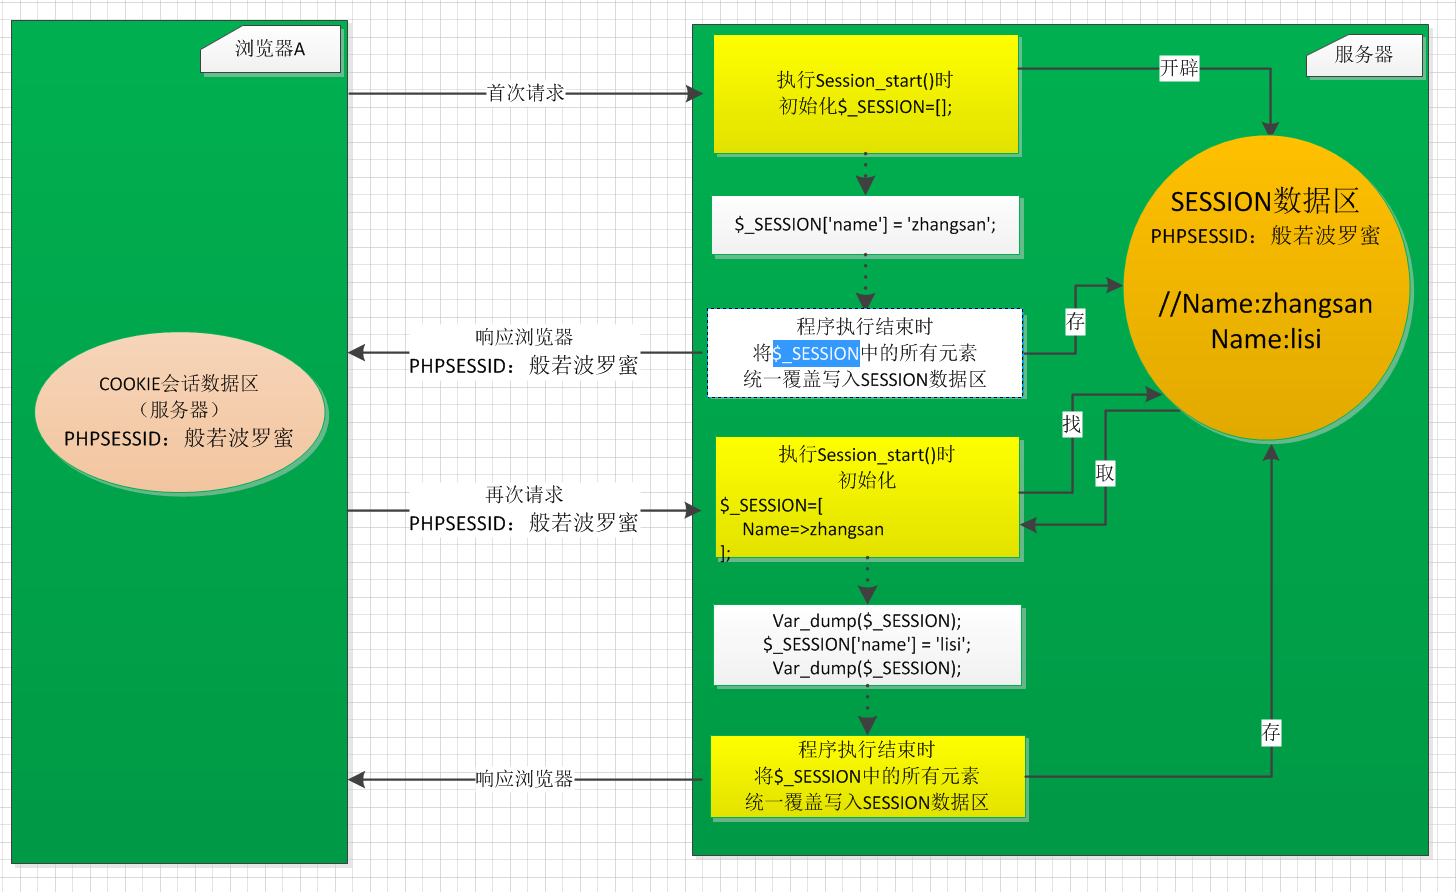 浏览器A
服务器
首次请求
执行Session_start()时
初始化$_SESSION=[];
开辟
SESSION数据区
PHPSESSID：般若波罗蜜
//Name:zhangsan
Name:lisi
$_SESSION['name'] = 'zhangsan';
程序执行结束时
将$_SESSION中的所有元素
统一覆盖写入SESSION数据区
存
响应浏览器
PHPSESSID：般若波罗蜜
COOKIE会话数据区
（服务器）
PHPSESSID：般若波罗蜜
再次请求
PHPSESSID：般若波罗蜜
执行Session_start()时
初始化
$_SESSION=[
Name=>zhangsan
];
找
取
Var_dump($_SESSION);
$_SESSION['name'] = 'lisi';
Var_dump($_SESSION);
程序执行结束时
将$_SESSION中的所有元素
统一覆盖写入SESSION数据区
存
响应浏览器